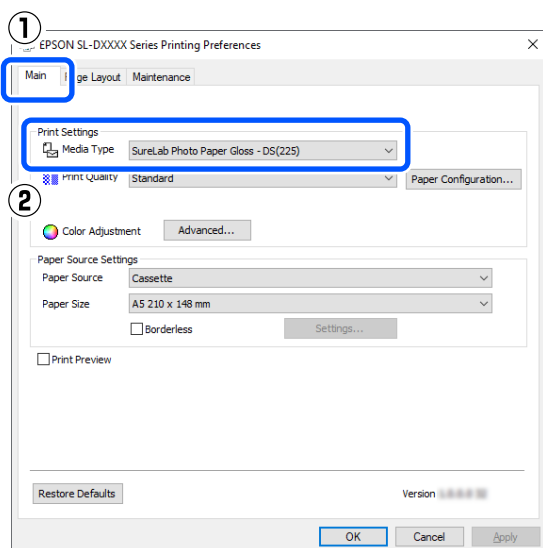 ①
EPSON SL-DXXXX Series Printing Preferences
Main Page Layout Maintenance
Print Settings
Media Type SureLab Photo Paper Gloss - DS(225)
Print Quality Standard Paper Configuration...
②
Color Adjustment Advanced...
Paper Source Settings
Paper Source Cassette
Paper Size A5 210 x 148 mm
Borderless Settings...
Print Preview
Restore Defaults Version
OK Cancel Apply